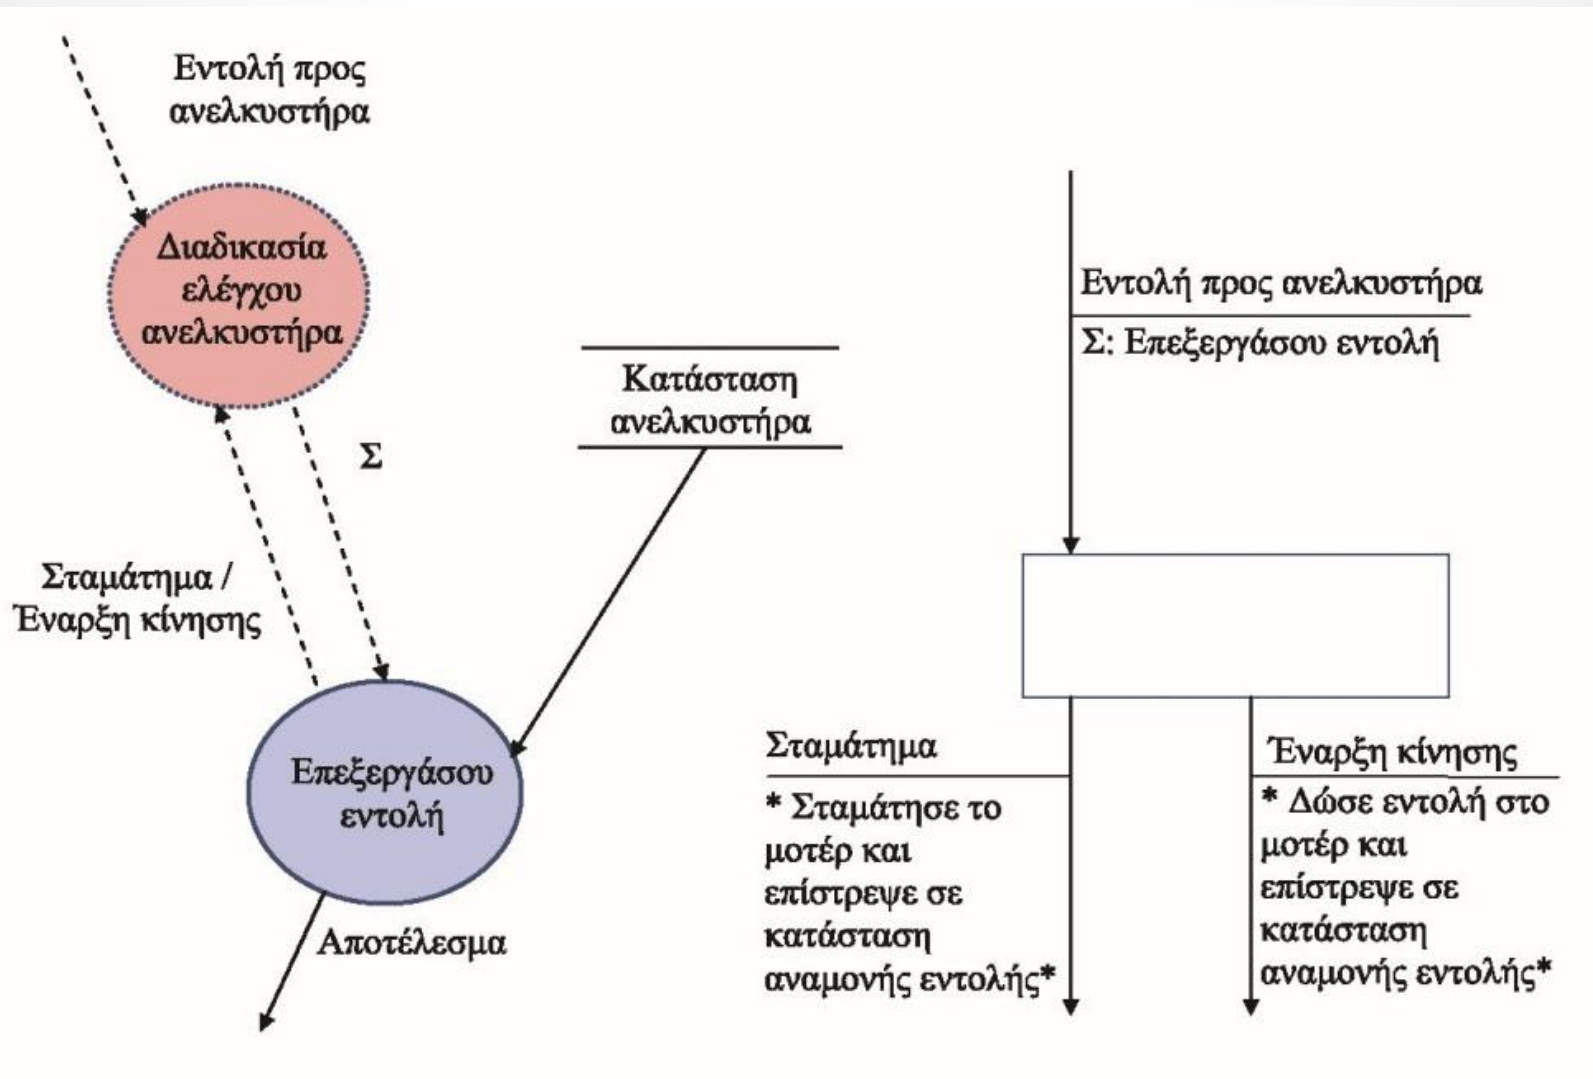 Εντολή προς
ανελκυστήρα
Διαδικασία
ελέγχου
ανελκυστήρα
Σ
Σταμάτημα /
Έναρξη κίνησης
Κατάσταση
ανελκυστήρα
Επεξεργάσου
εντολή
Αποτέλεσμα
Εντολή προς ανελκυστήρα
Σ: Επεξεργάσου εντολή
Σταμάτημα
* Σταμάτησε το
μοτέρ και
επίστρεψε σε
κατάσταση
αναμονής εντολής*
Έναρξη κίνησης
* Δώσε εντολή στο
μοτέρ και
επίστρεψε σε
κατάσταση
αναμονής εντολής*